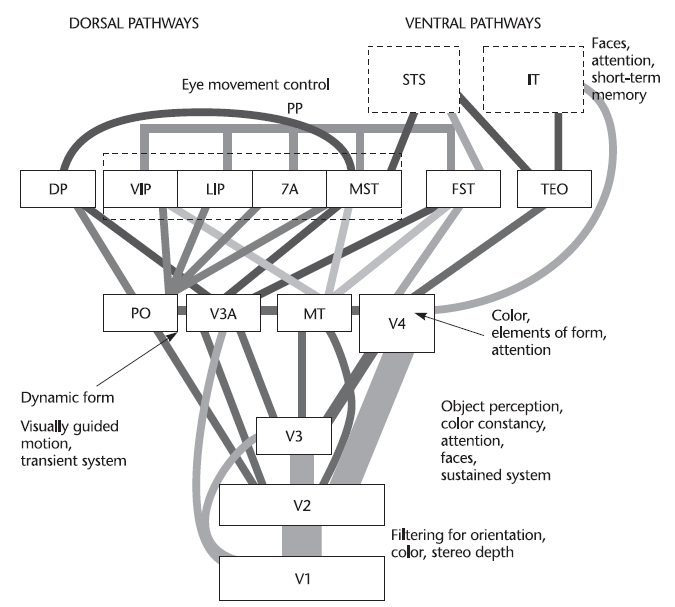 DORSAL PATHWAYS
VENTRAL PATHWAYS
Faces,
attention,
short-term
memory
STS
IT
Eye movement control
PP
DP
VIP
LIP
7A
MST
FST
TEO
PO
V3A
MT
V4
Color,
elements of form,
attention
Dynamic form
Visually guided
motion,
transient system
Object perception,
color constancy,
attention,
faces,
sustained system
V3
V2
Filtering for orientation,
color, stereo depth
V1